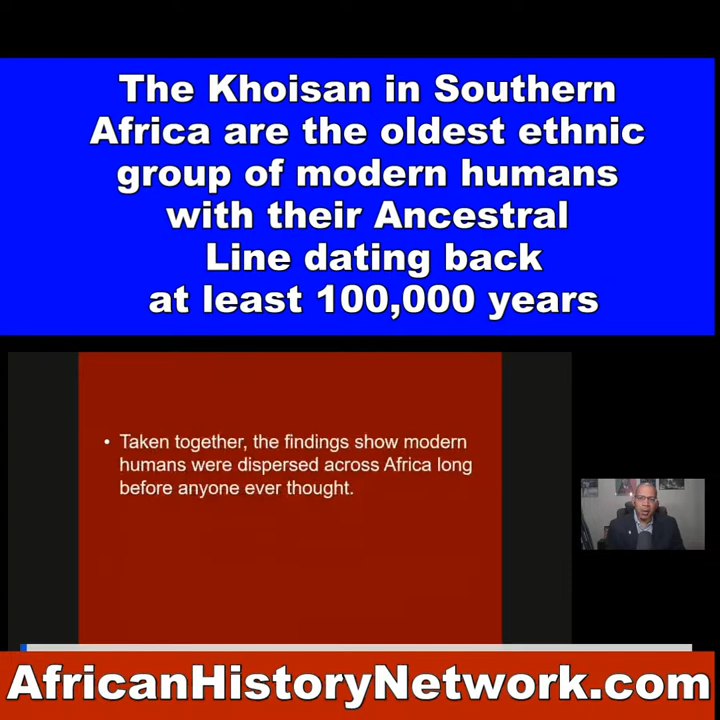 The Khoisan in Southern
Africa are the oldest ethnic
group of modern humans
with their Ancestral
Line dating back
at least 100,000 years
• Taken together, the findings show modern
humans were dispersed across Africa long
before anyone ever thought.
AfricanHistoryNetwork.com